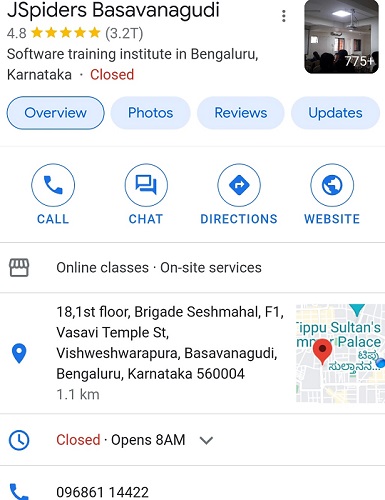 JSpiders Basavanagudi
4.8 (3.2T)
775+
Software training institute in Bengaluru,
Karnataka · Closed
Overview Photos Reviews Updates
CALL CHAT DIRECTIONS WEBSITE
Online classes · On-site services
18,1st floor, Brigade Seshmahal, F1,
Vasavi Temple St,
Vishweshwarapura, Basavanagudi,
Bengaluru, Karnataka 560004
1.1 km
Tippu Sultan's
Palace
ಟಿಪ್ಪು
ಸುಲ್ತಾನನ...
Closed · Opens 8AM
096861 14422